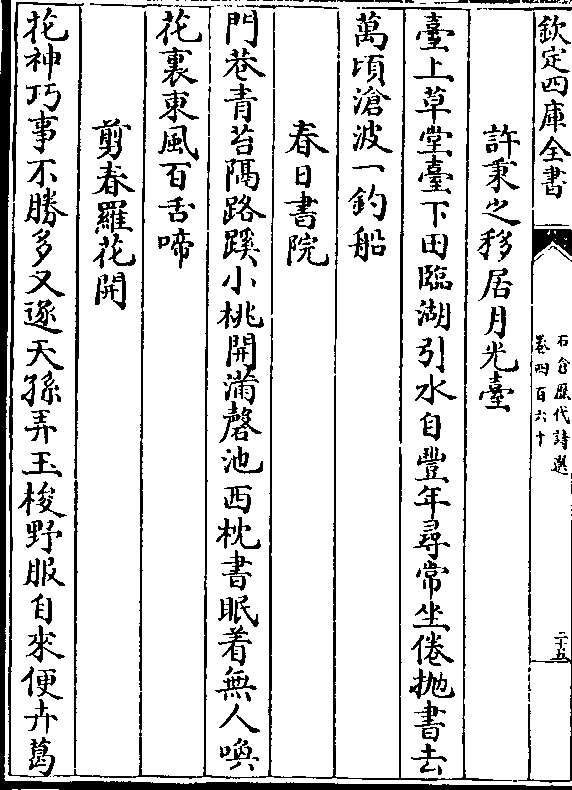 欽定四庫全書
石倉歷代詩選
卷四百六十
二十五
許秉之移居月光臺
臺上草堂臺下田臨湖引水自豐年尋常坐倦拋書去
萬頃滄波一釣船
春日書院
門巷青苔隔路蹊小桃開滿磬池西枕書眠着無人喚
花裏東風百舌啼
剪春羅花開
花神巧事不勝多又逐天孫弄玉梭野服自來便卉葛